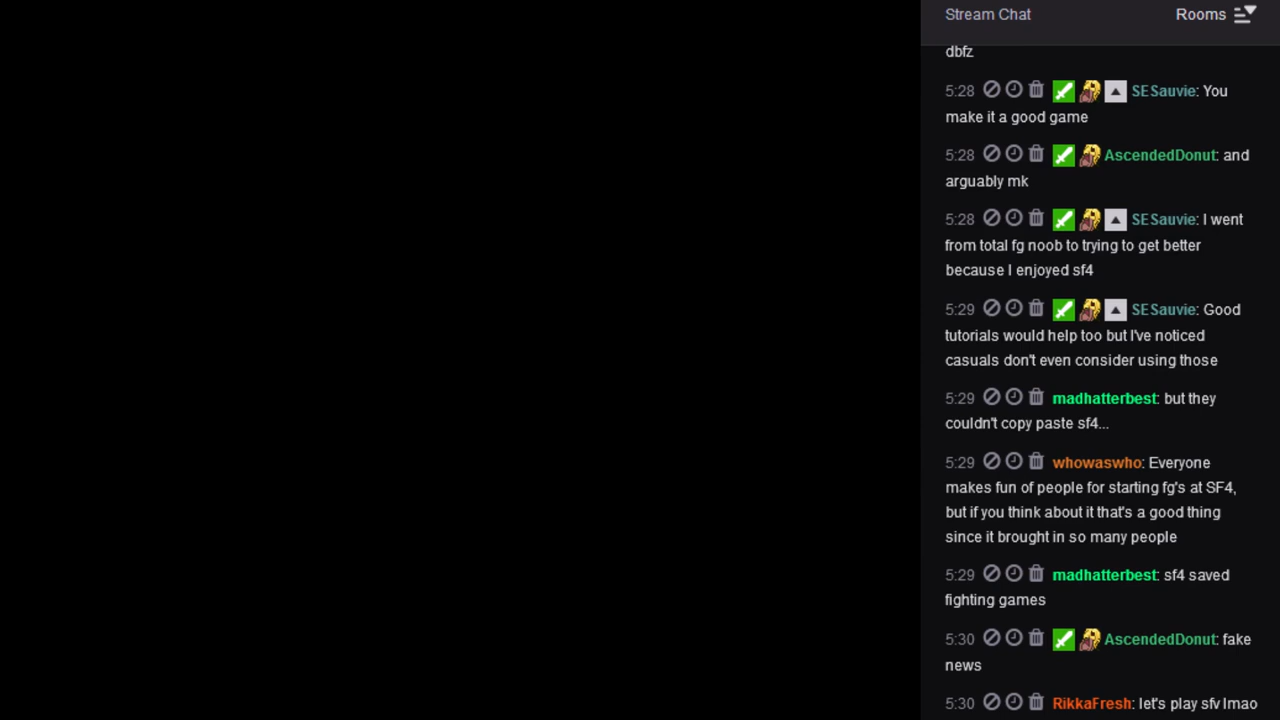 Stream Chat
Rooms
dbfz
5:28 SESauvie: You
make it a good game
5:28 AscendedDonut: and
arguably mk
5:28 SESauvie: I went
from total fg noob to trying to get better
because I enjoyed sf4
5:29 SESauvie: Good
tutorials would help too but I've noticed
casuals don't even consider using those
5:29 madhatterbest: but they
couldn't copy paste sf4...
5:29 whowaswho: Everyone
makes fun of people for starting fg's at SF4,
but if you think about it that's a good thing
since it brought in so many people
5:29 madhatterbest: sf4 saved
fighting games
5:30 AscendedDonut: fake
news
5:30 RikkaFresh: let's play sfv lmao